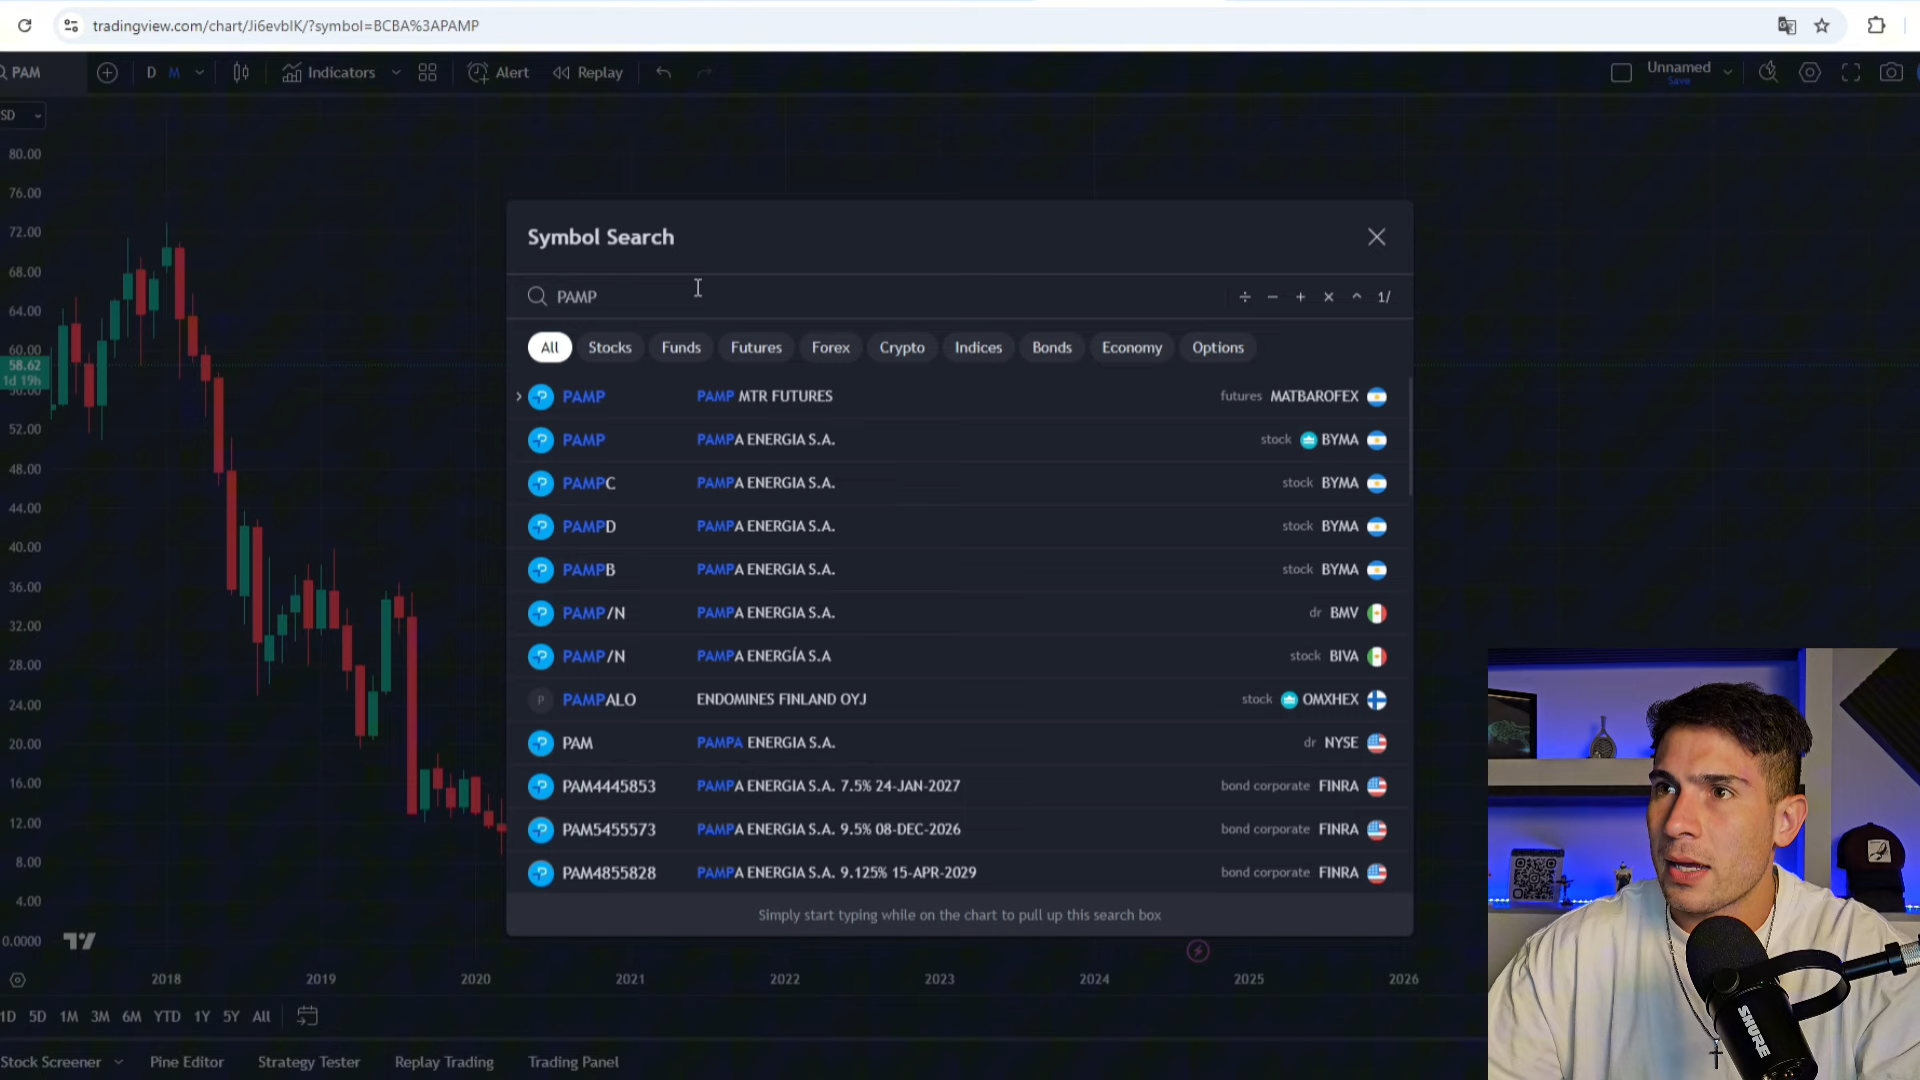 tradingview.com/chart/Ji6evblK/?symbol=BCBA%3APAMP
PAM
D M Indicators Alert Replay
Unnamed
Save
SD
80.00
76.00
72.00
68.00
64.00
60.00
58.62
1d 19h
56.00
52.00
48.00
44.00
40.00
36.00
32.00
28.00
24.00
20.00
16.00
12.00
8.00
4.00
0.0000
Symbol Search
PAMP
÷ − + × ^ 1/
All Stocks Funds Futures Forex Crypto Indices Bonds Economy Options
PAMP PAMP MTR FUTURES futures MATBAROFEX
PAMP PAMPA ENERGIA S.A. stock BYMA
PAMPC PAMPA ENERGIA S.A. stock BYMA
PAMPD PAMPA ENERGIA S.A. stock BYMA
PAMPB PAMPA ENERGIA S.A. stock BYMA
PAMP/N PAMPA ENERGIA S.A. dr BMV
PAMP/N PAMPA ENERGÍA S.A stock BIVA
P PAMPALO ENDOMINES FINLAND OYJ stock OMXHEX
PAM PAMPA ENERGIA S.A. dr NYSE
PAM4445853 PAMPA ENERGIA S.A. 7.5% 24-JAN-2027 bond corporate FINRA
PAM5455573 PAMPA ENERGIA S.A. 9.5% 08-DEC-2026 bond corporate FINRA
PAM4855828 PAMPA ENERGIA S.A. 9.125% 15-APR-2029 bond corporate FINRA
Simply start typing while on the chart to pull up this search box
2018 2019 2020 2021 2022 2023 2024 2025 2026
1D 5D 1M 3M 6M YTD 1Y 5Y All
Stock Screener Pine Editor Strategy Tester Replay Trading Trading Panel
SHURE